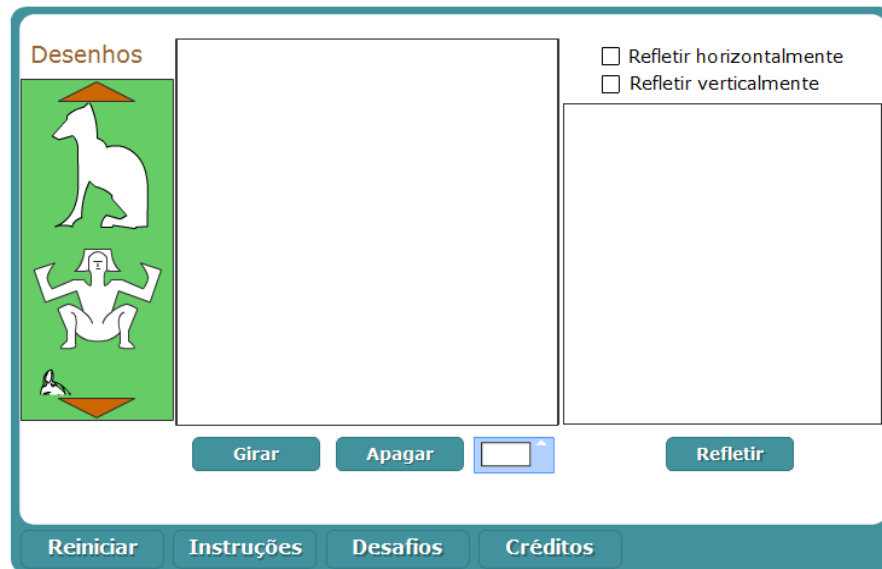 Desenhos
Refletir horizontalmente
Refletir verticalmente
Girar
Apagar
Refletir
Reiniciar
Instruções
Desafios
Créditos